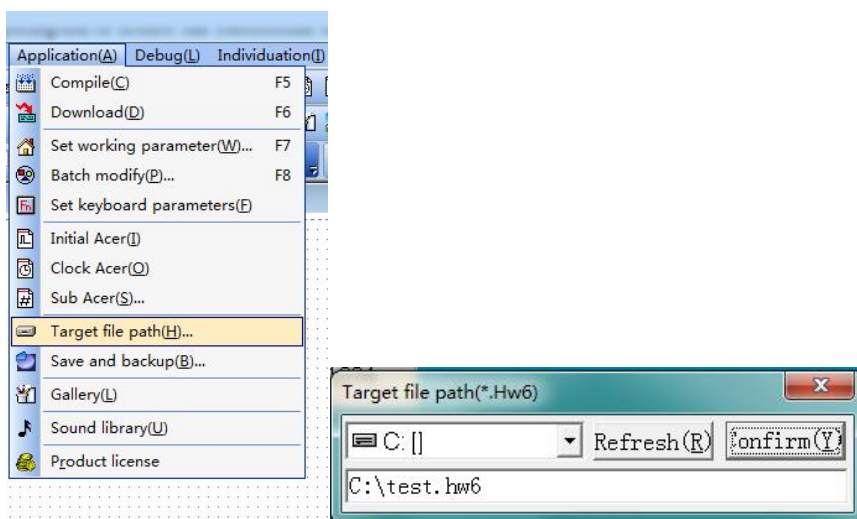 Application(A) Debug(L) Individuation(I)
Compile(C) F5
Download(D) F6
Set working parameter(W)... F7
Batch modify(P)... F8
Set keyboard parameters(F)
Initial Acer(I)
Clock Acer(O)
Sub Acer(S)...
Target file path(H)...
Save and backup(B)...
Gallery(L)
Sound library(U)
Product license
Target file path(*.Hw6)
C: [] Refresh(R) Confirm(Y)
C:\test.hw6